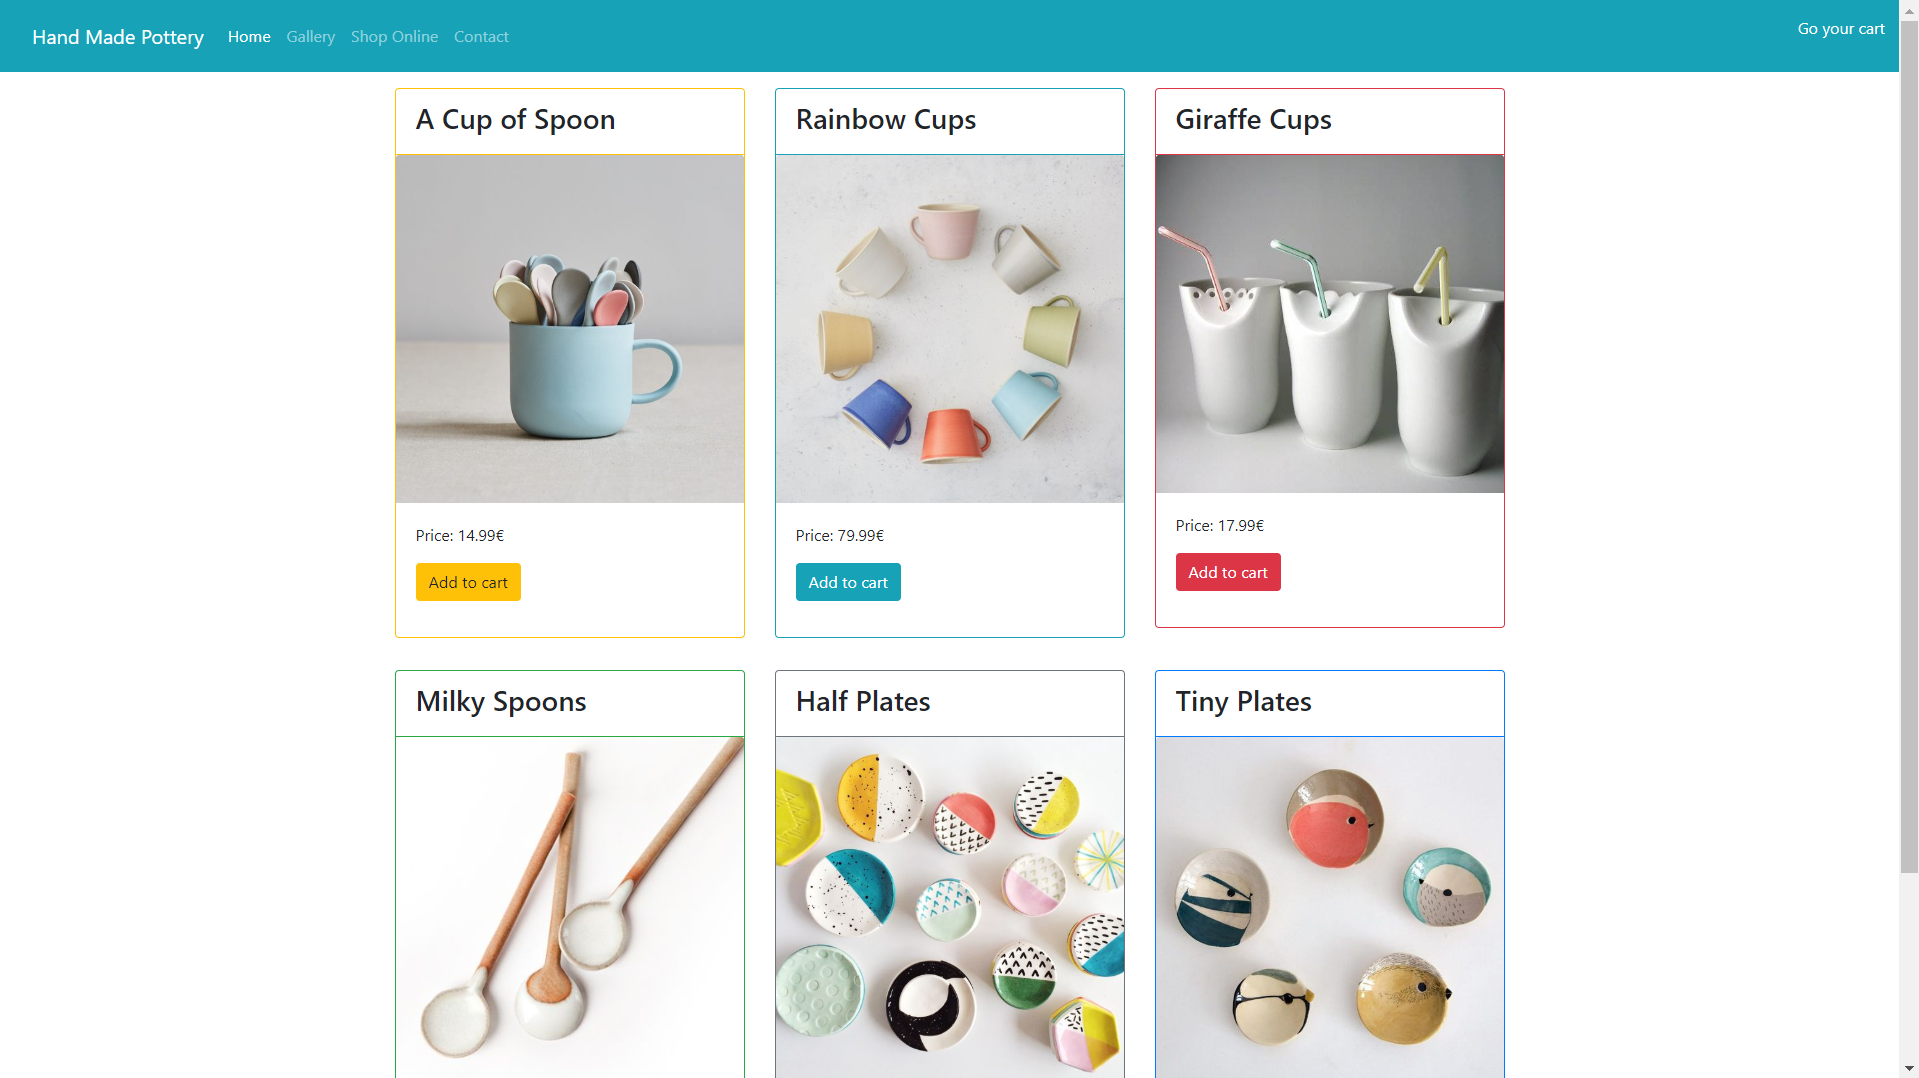 Hand Made Pottery Home Gallery Shop Online Contact Go your cart
A Cup of Spoon
Rainbow Cups
Giraffe Cups
Price: 14.99€
Add to cart
Price: 79.99€
Add to cart
Price: 17.99€
Add to cart
Milky Spoons
Half Plates
Tiny Plates